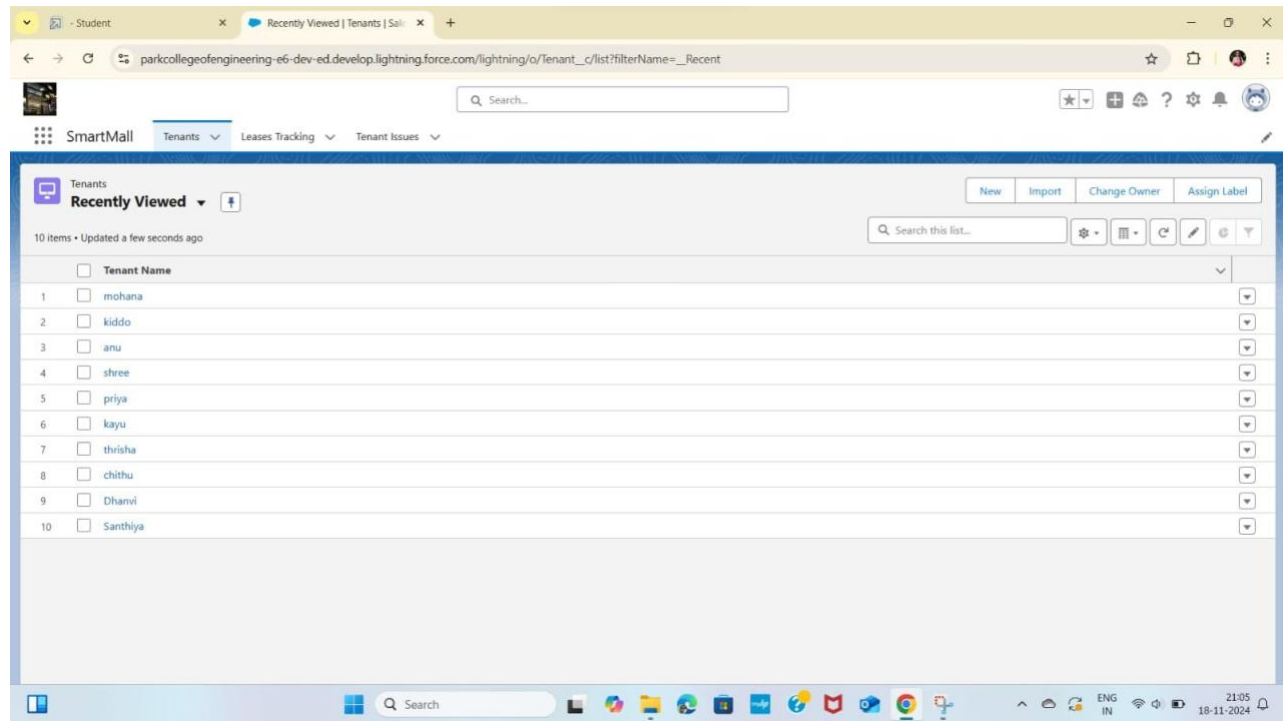 - Student
Recently Viewed | Tenants | Sale
parkcollegeofengineering-e6-dev-ed.develop.lightning.force.com/lightning/o/Tenant__c/list?filterName=__Recent
Search...
SmartMall Tenants Leases Tracking Tenant Issues
Tenants
Recently Viewed
New Import Change Owner Assign Label
10 items • Updated a few seconds ago
Search this list...
Tenant Name
1 mohana
2 kiddo
3 anu
4 shree
5 priya
6 kayu
7 thrisha
8 chithu
9 Dhanvi
10 Santhiya
Search
ENG
IN
21:05
18-11-2024